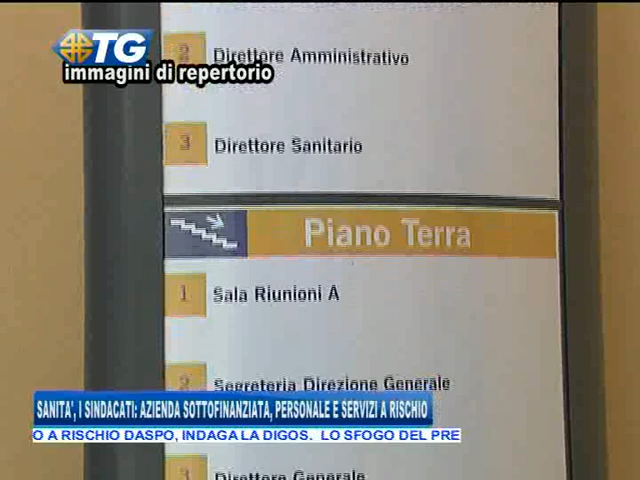 TG
immagini di repertorio
2 Direttore Amministrativo
3 Direttore Sanitario
Piano Terra
1 Sala Riunioni A
2 Segreteria Direzione Generale
SANITA', I SINDACATI: AZIENDA SOTTOFINANZIATA, PERSONALE E SERVIZI A RISCHIO
O A RISCHIO DASPO, INDAGA LA DIGOS. LO SFOGO DEL PRE
3 Direttore Generale